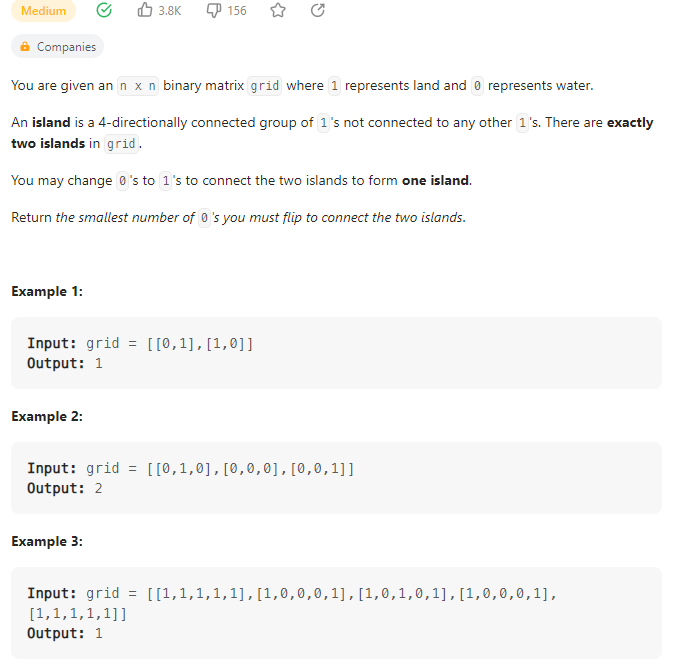 Medium 3.8K 156
Companies
You are given an n x n binary matrix grid where 1 represents land and 0 represents water.
An island is a 4-directionally connected group of 1's not connected to any other 1's. There are exactly
two islands in grid.
You may change 0's to 1's to connect the two islands to form one island.
Return the smallest number of 0's you must flip to connect the two islands.
Example 1:
Input: grid = [[0,1],[1,0]]
Output: 1
Example 2:
Input: grid = [[0,1,0],[0,0,0],[0,0,1]]
Output: 2
Example 3:
Input: grid = [[1,1,1,1,1],[1,0,0,0,1],[1,0,1,0,1],[1,0,0,0,1],
[1,1,1,1,1]]
Output: 1